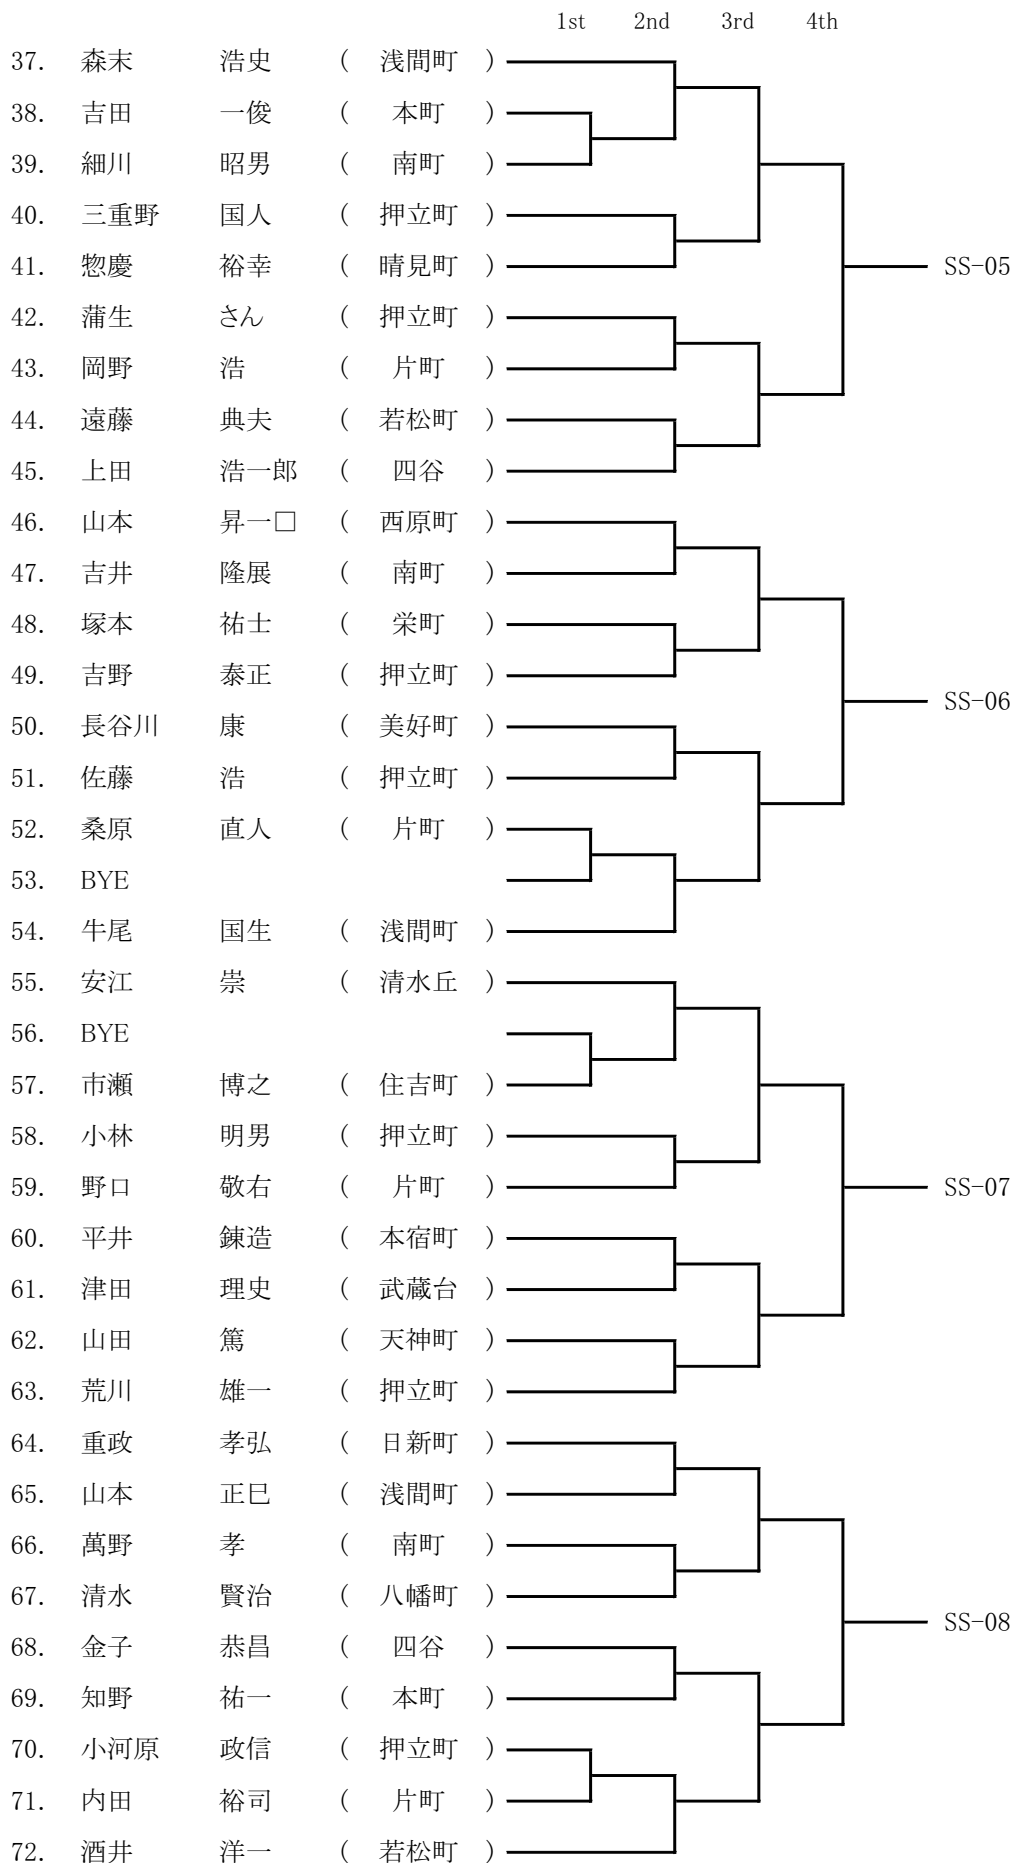 1st 2nd 3rd 4th
37. 森末 浩史 ( 浅間町 )
38. 吉田 一俊 ( 本町 )
39. 細川 昭男 ( 南町 )
40. 三重野 国人 ( 押立町 )
41. 惣慶 裕幸 ( 晴見町 ) SS-05
42. 蒲生 さん ( 押立町 )
43. 岡野 浩 ( 片町 )
44. 遠藤 典夫 ( 若松町 )
45. 上田 浩一郎 ( 四谷 )
46. 山本 昇一□ ( 西原町 )
47. 吉井 隆展 ( 南町 )
48. 塚本 祐士 ( 栄町 )
49. 吉野 泰正 ( 押立町 )
SS-06
50. 長谷川 康 ( 美好町 )
51. 佐藤 浩 ( 押立町 )
52. 桑原 直人 ( 片町 )
53. BYE
54. 牛尾 国生 ( 浅間町 )
55. 安江 崇 ( 清水丘 )
56. BYE
57. 市瀬 博之 ( 住吉町 )
58. 小林 明男 ( 押立町 )
59. 野口 敬右 ( 片町 ) SS-07
60. 平井 錬造 ( 本宿町 )
61. 津田 理史 ( 武蔵台 )
62. 山田 篤 ( 天神町 )
63. 荒川 雄一 ( 押立町 )
64. 重政 孝弘 ( 日新町 )
65. 山本 正巳 ( 浅間町 )
66. 萬野 孝 ( 南町 )
67. 清水 賢治 ( 八幡町 )
SS-08
68. 金子 恭昌 ( 四谷 )
69. 知野 祐一 ( 本町 )
70. 小河原 政信 ( 押立町 )
71. 内田 裕司 ( 片町 )
72. 酒井 洋一 ( 若松町 )